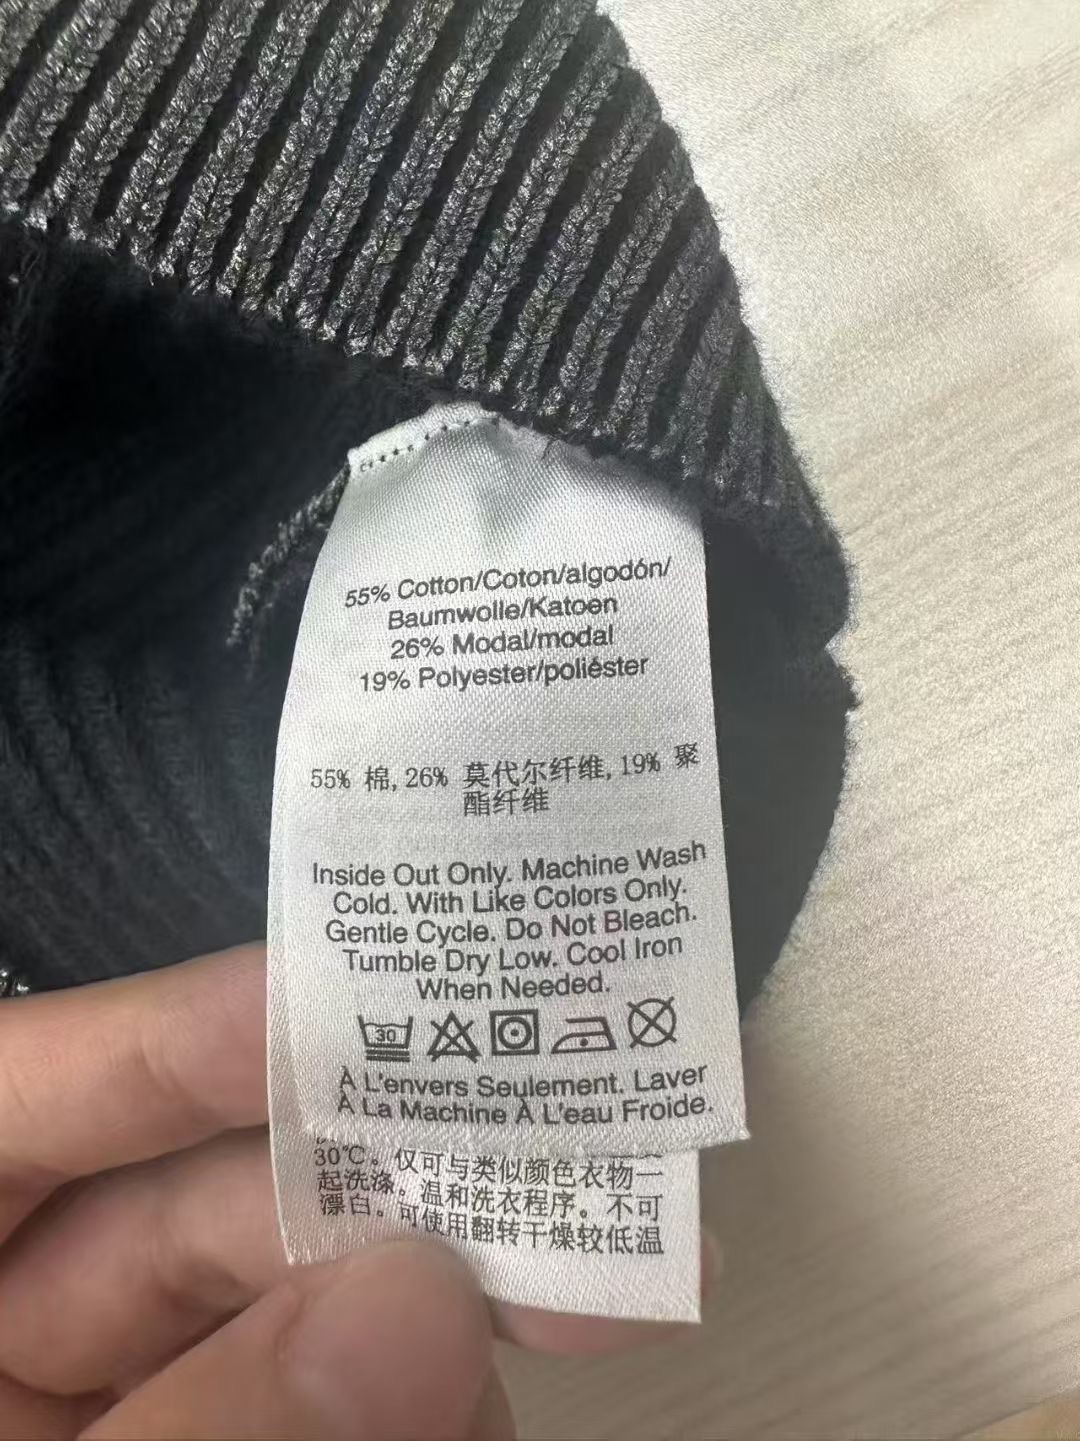 55% Cotton/Coton/algodón/
Baumwolle/Katoen
26% Modal/modal
19% Polyester/poliéster
55% 棉,26% 莫代尔纤维,19% 聚
酯纤维
Inside Out Only. Machine Wash
Cold. With Like Colors Only.
Gentle Cycle. Do Not Bleach.
Tumble Dry Low. Cool Iron
When Needed.
30
À L'envers Seulement. Laver
À La Machine À L'eau Froide.
30℃。仅可与类似颜色衣物一
起洗涤。温和洗衣程序。不可
漂白。可使用翻转干燥较低温